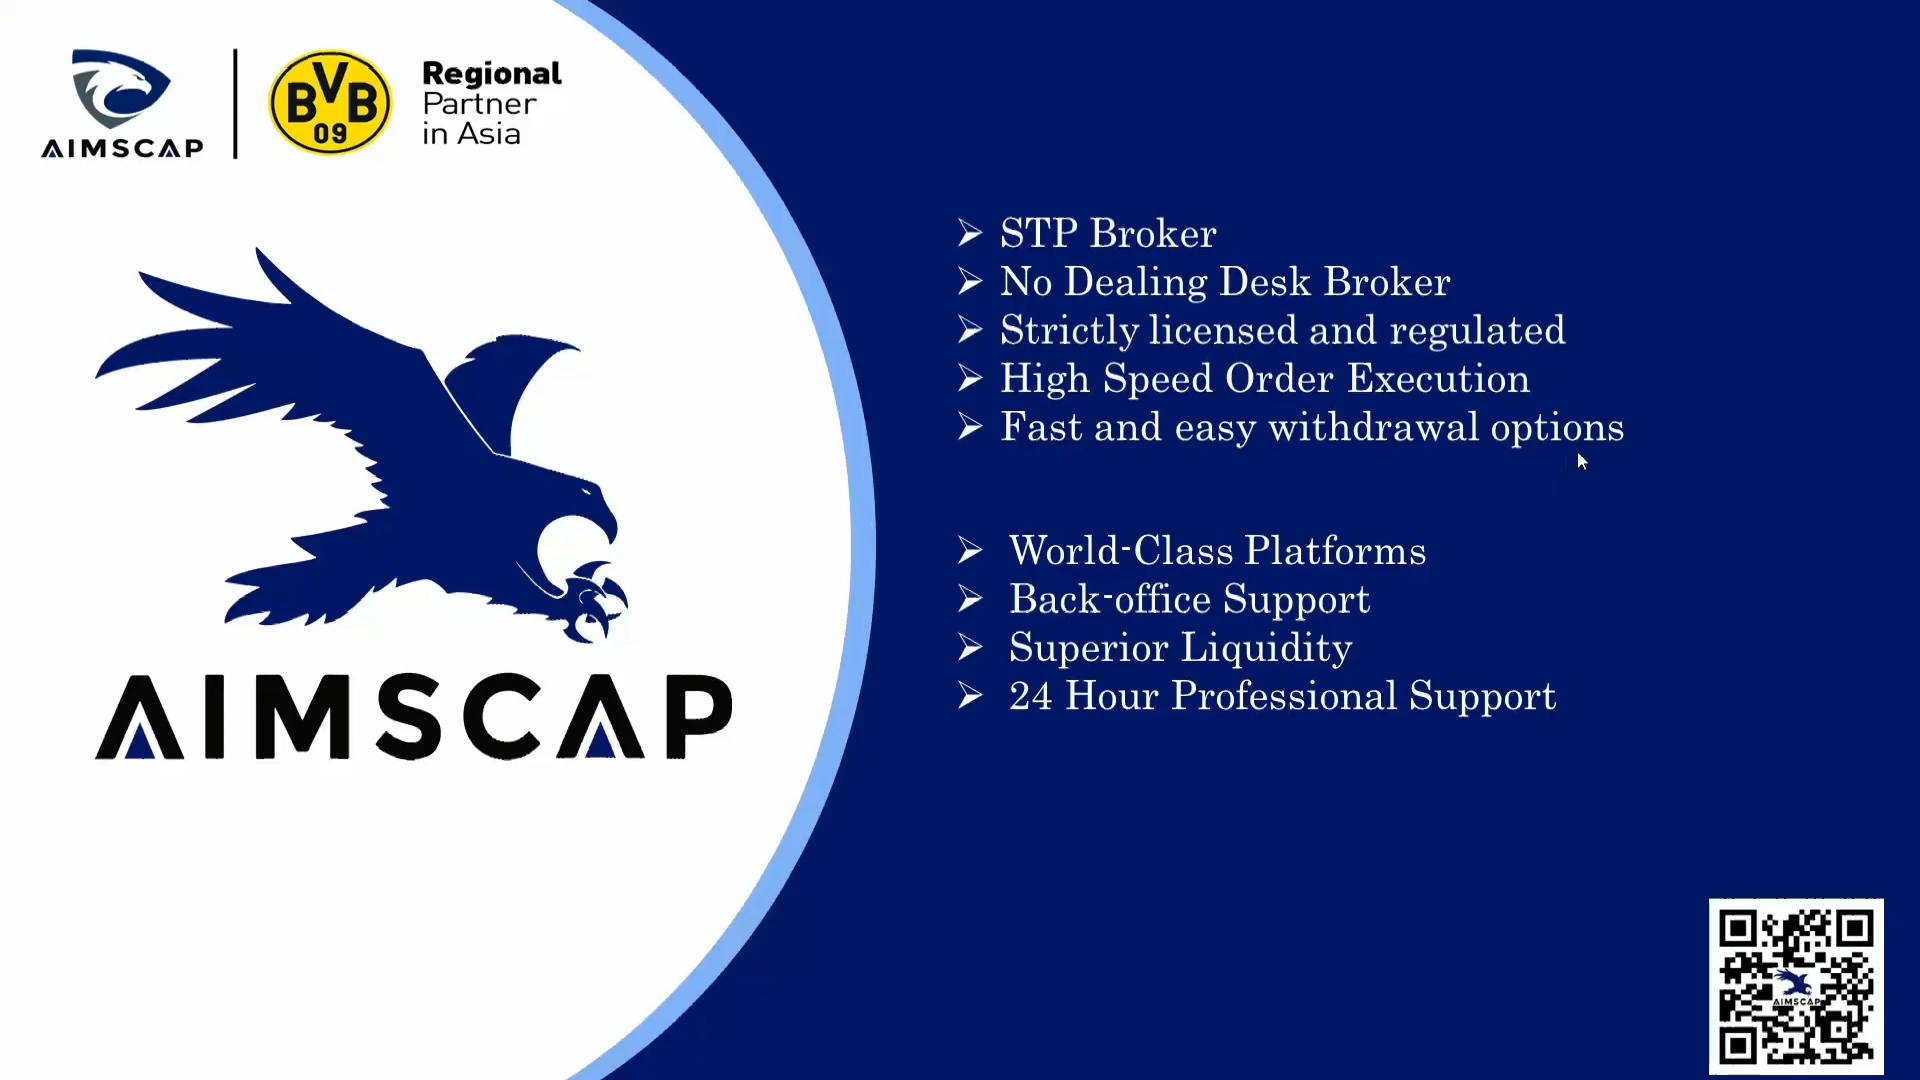 AIMSCAP
BVB
09
Regional
Partner
in Asia
AIMSCAP
➢ STP Broker
➢ No Dealing Desk Broker
➢ Strictly licensed and regulated
➢ High Speed Order Execution
➢ Fast and easy withdrawal options
➢ World-Class Platforms
➢ Back-office Support
➢ Superior Liquidity
➢ 24 Hour Professional Support
AIMSCAP